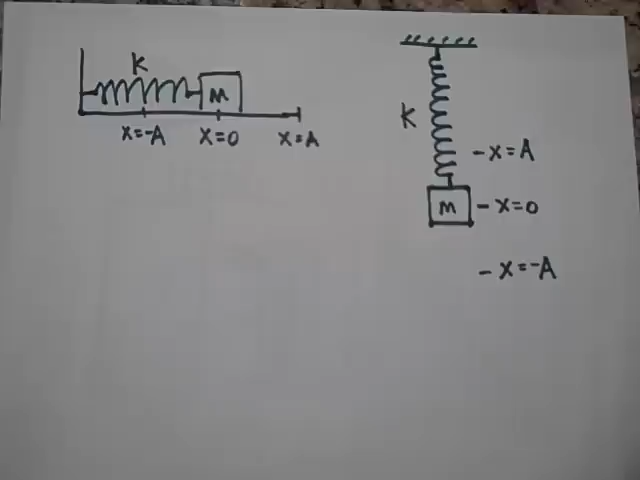 K
M
x=-A x=0 x=A
K
- x=A
M - x=0
- x=-A